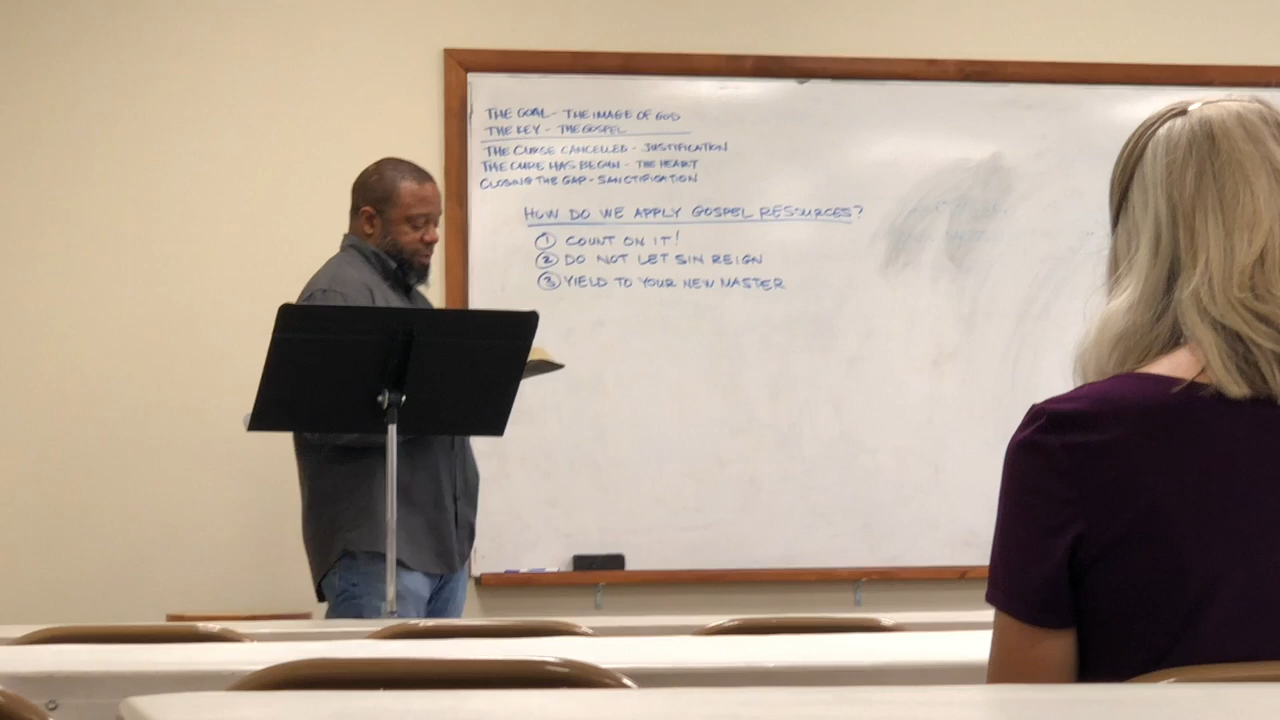 THE GOAL - THE IMAGE OF GOD
THE KEY - THE GOSPEL
THE CURSE CANCELLED - JUSTIFICATION
THE CURE HAS BEGUN - THE HEART
CLOSING THE GAP - SANCTIFICATION
HOW DO WE APPLY GOSPEL RESOURCES?
① COUNT ON IT!
② DO NOT LET SIN REIGN
③ YIELD TO YOUR NEW MASTER